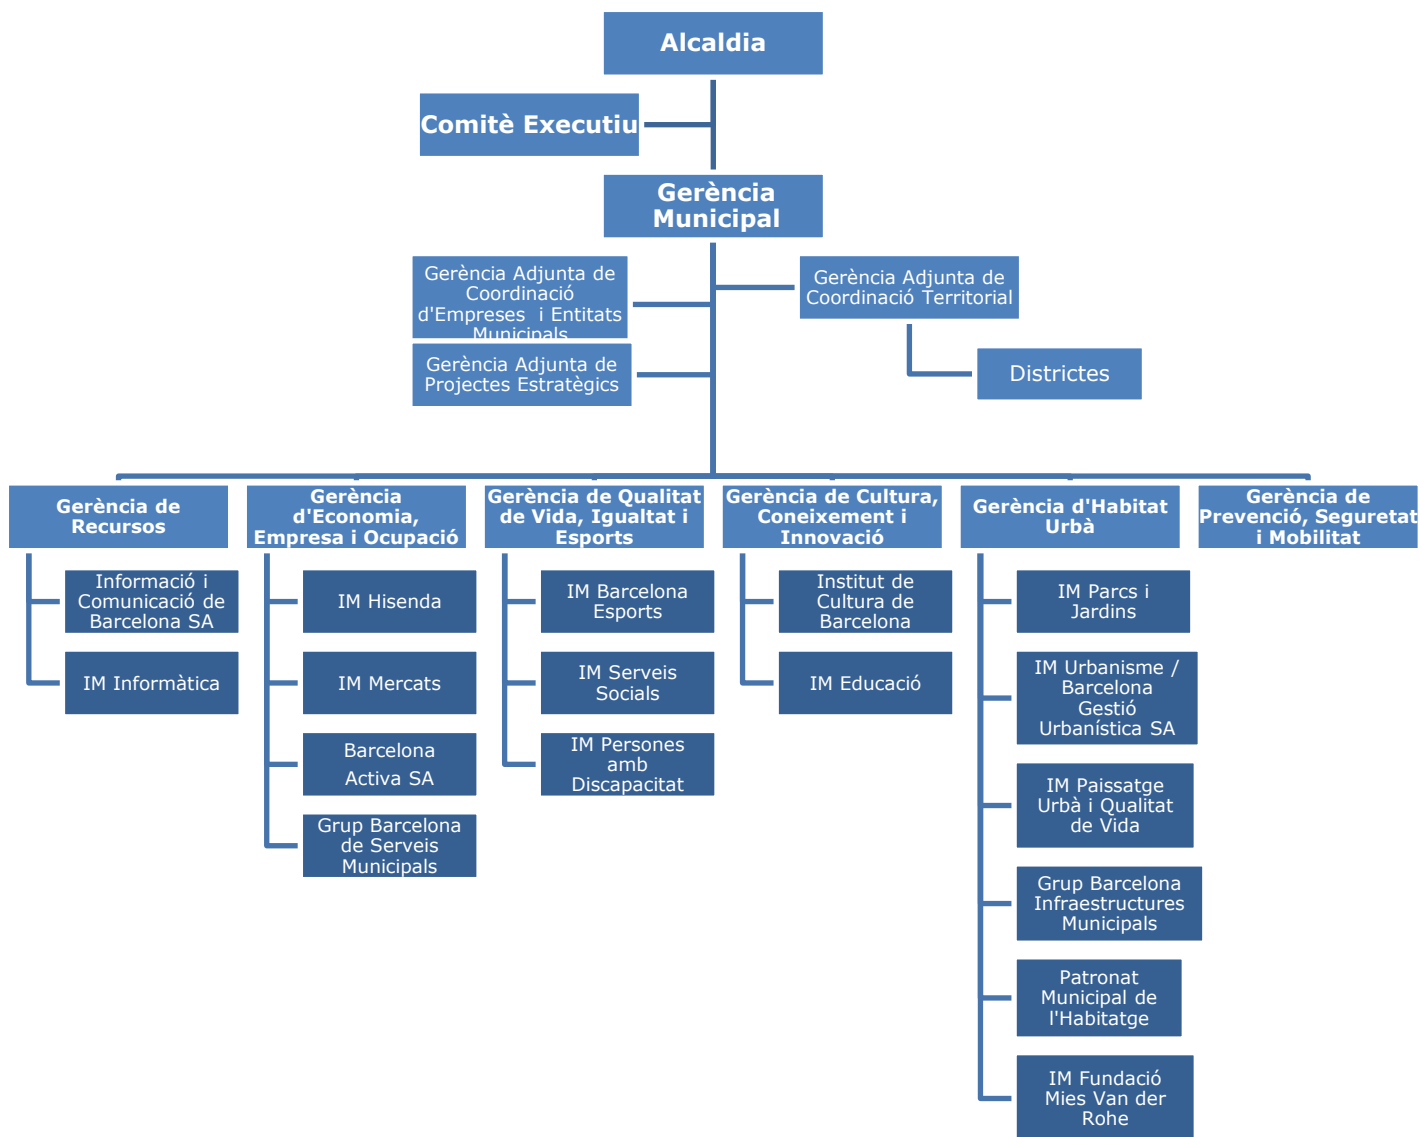 Alcaldia
Comitè Executiu
Gerència
Municipal
Gerència Adjunta de
Coordinació
d'Empreses i Entitats
Municipals
Gerència Adjunta de
Coordinació Territorial
Gerència Adjunta de
Projectes Estratègics
Districtes
Gerència de
Recursos
Informació i
Comunicació de
Barcelona SA
IM Informàtica
Gerència
d'Economia,
Empresa i Ocupació
IM Hisenda
IM Mercats
Barcelona
Activa SA
Grup Barcelona
de Serveis
Municipals
Gerència de Qualitat
de Vida, Igualtat i
Esports
IM Barcelona
Esports
IM Serveis
Socials
IM Persones
amb
Discapacitat
Gerència de Cultura,
Coneixement i
Innovació
Institut de
Cultura de
Barcelona
IM Educació
Gerència d'Habitat
Urbà
IM Parcs i
Jardins
IM Urbanisme /
Barcelona
Gestió
Urbanística SA
IM Paissatge
Urbà i Qualitat
de Vida
Grup Barcelona
Infraestructures
Municipals
Patronat
Municipal de
l'Habitatge
IM Fundació
Mies Van der
Rohe
Gerència de
Prevenció, Seguretat
i Mobilitat